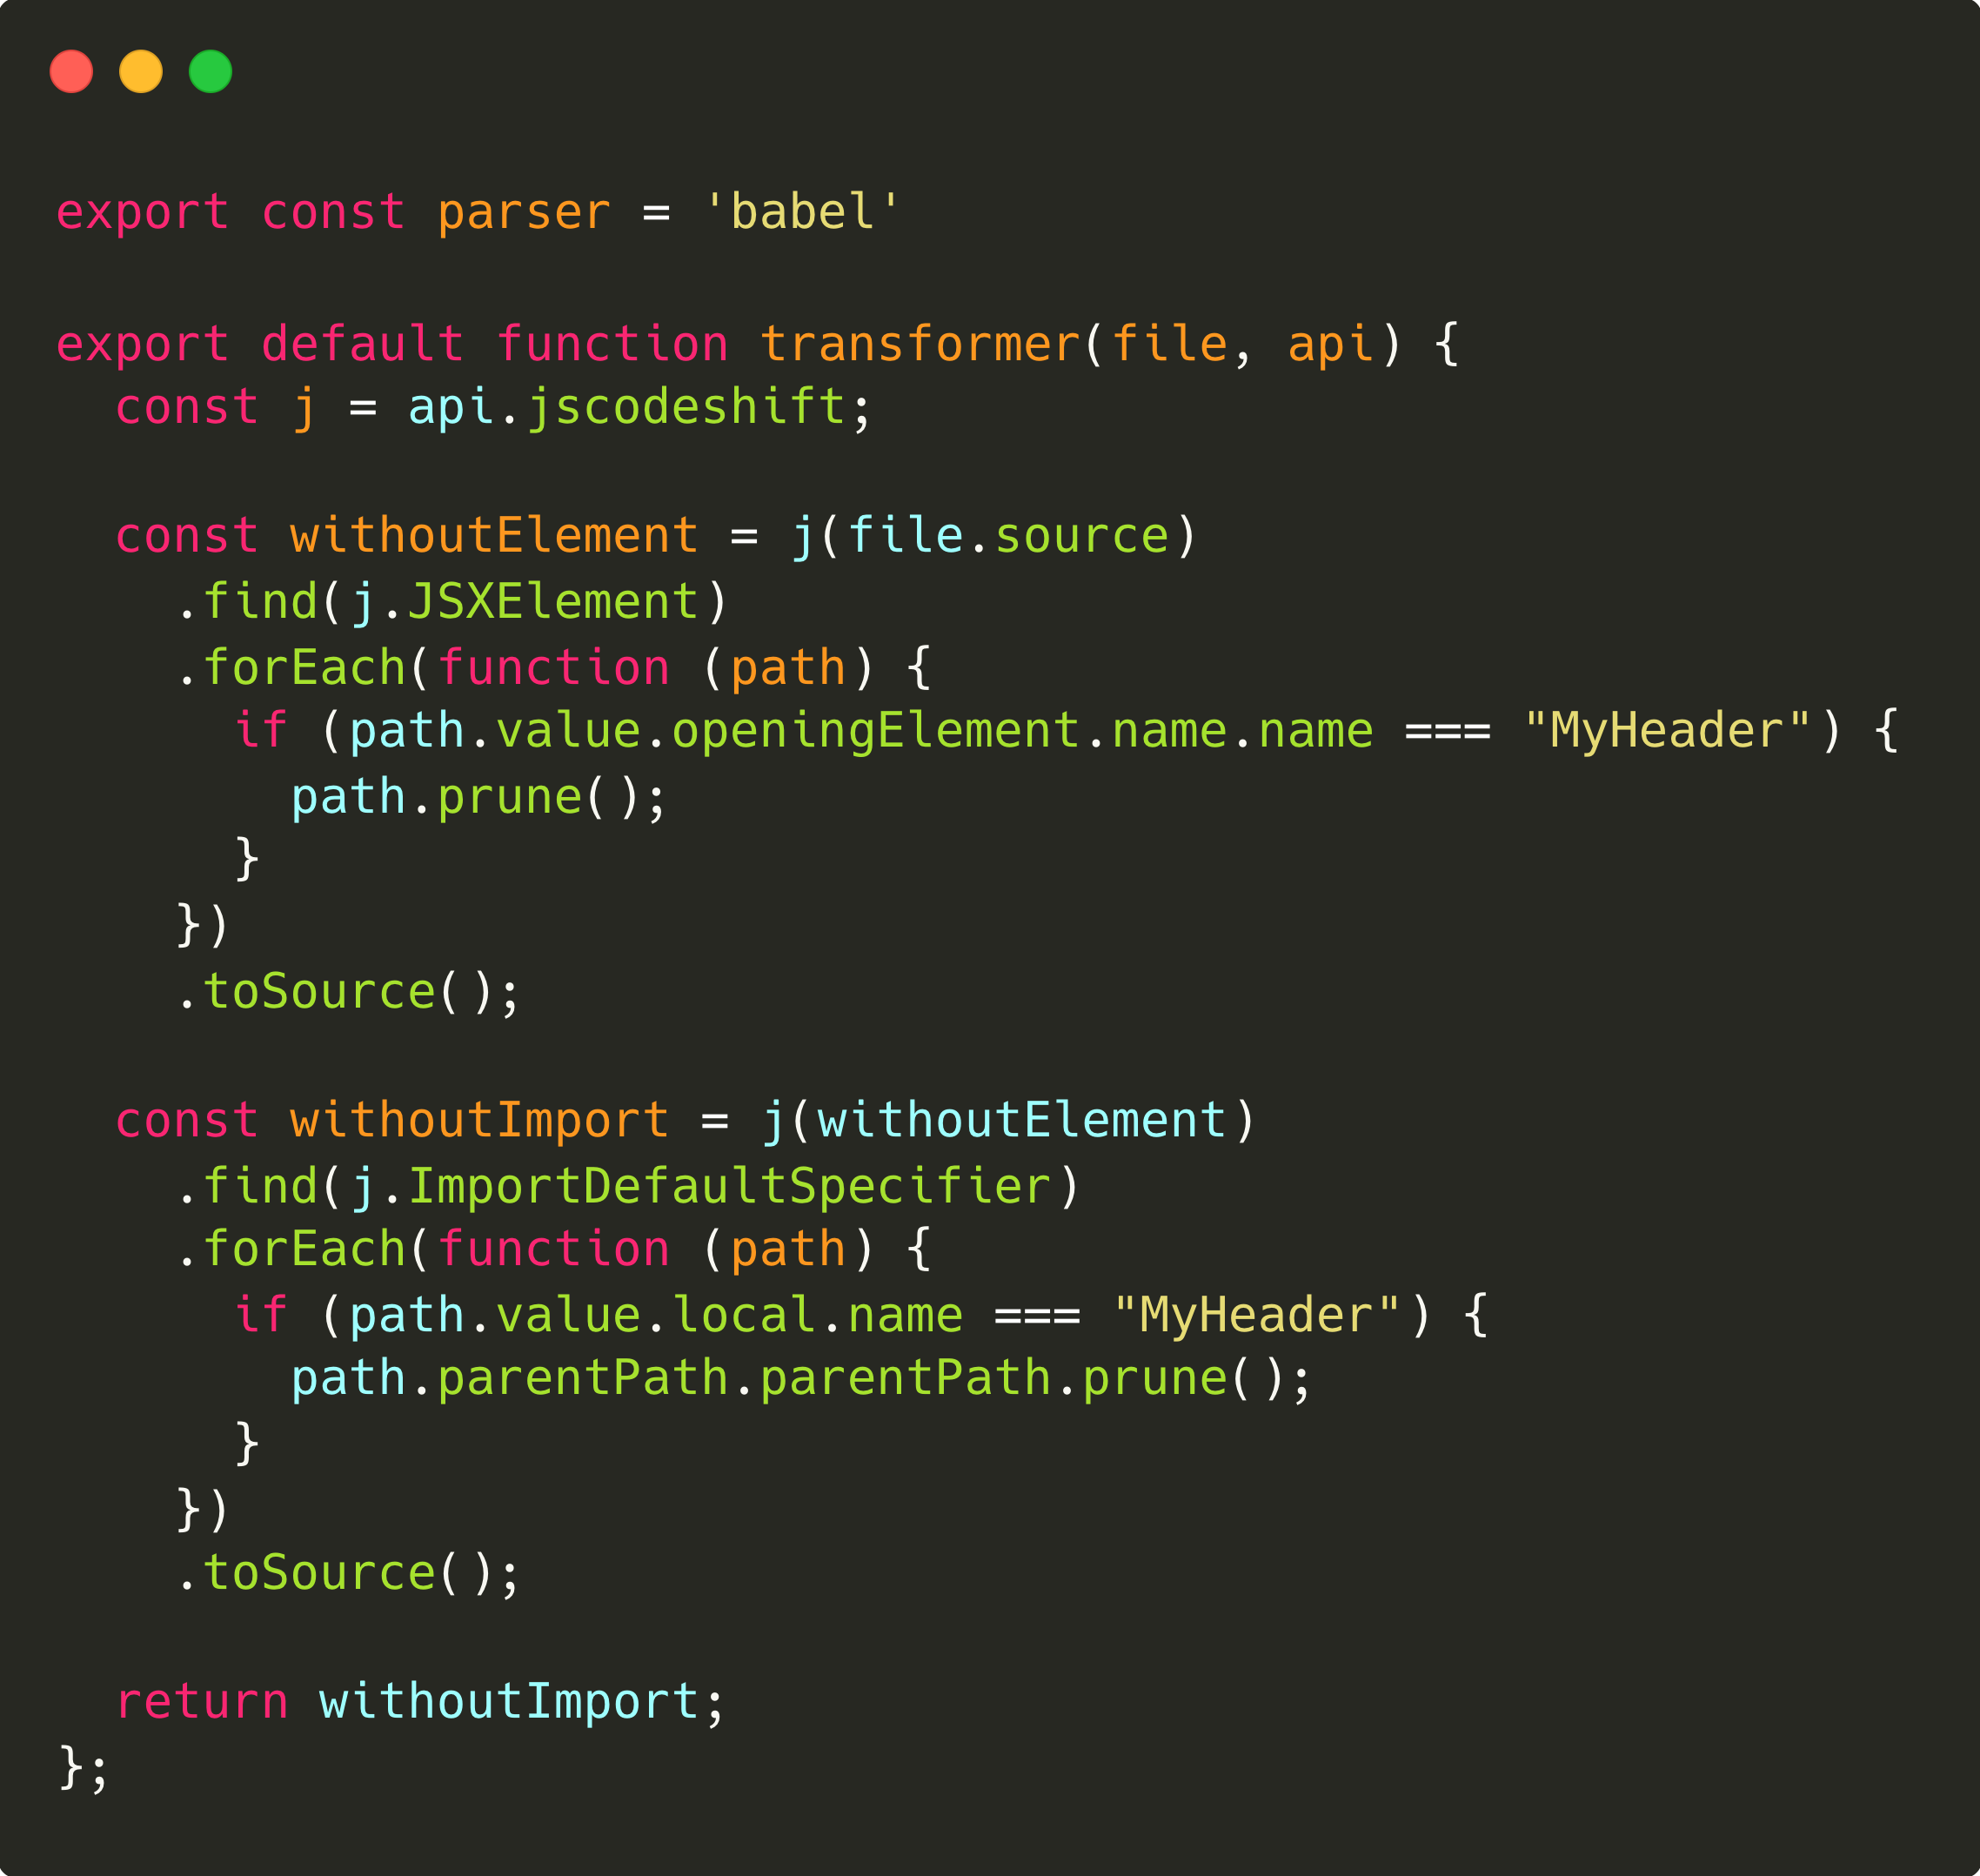 export const parser = 'babel'

export default function transformer(file, api) {
  const j = api.jscodeshift;

  const withoutElement = j(file.source)
    .find(j.JSXElement)
    .forEach(function (path) {
      if (path.value.openingElement.name.name === "MyHeader") {
        path.prune();
      }
    })
    .toSource();

  const withoutImport = j(withoutElement)
    .find(j.ImportDefaultSpecifier)
    .forEach(function (path) {
      if (path.value.local.name === "MyHeader") {
        path.parentPath.parentPath.prune();
      }
    })
    .toSource();

  return withoutImport;
};